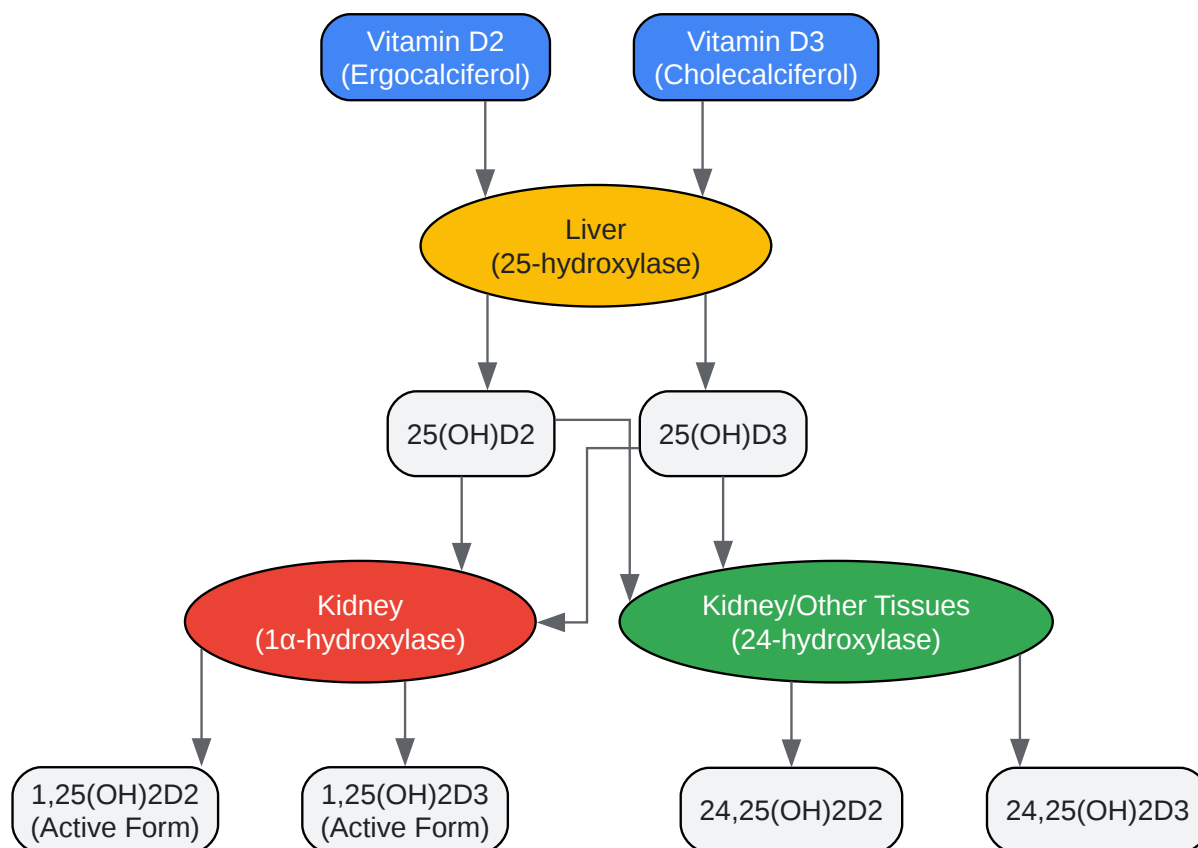 Vitamin D2
(Ergocalciferol)
Vitamin D3
(Cholecalciferol)
Liver
(25-hydroxylase)
25(OH)D2
25(OH)D3
Kidney
(1α-hydroxylase)
Kidney/Other Tissues
(24-hydroxylase)
1,25(OH)2D2
(Active Form)
1,25(OH)2D3
(Active Form)
24,25(OH)2D2
24,25(OH)2D3